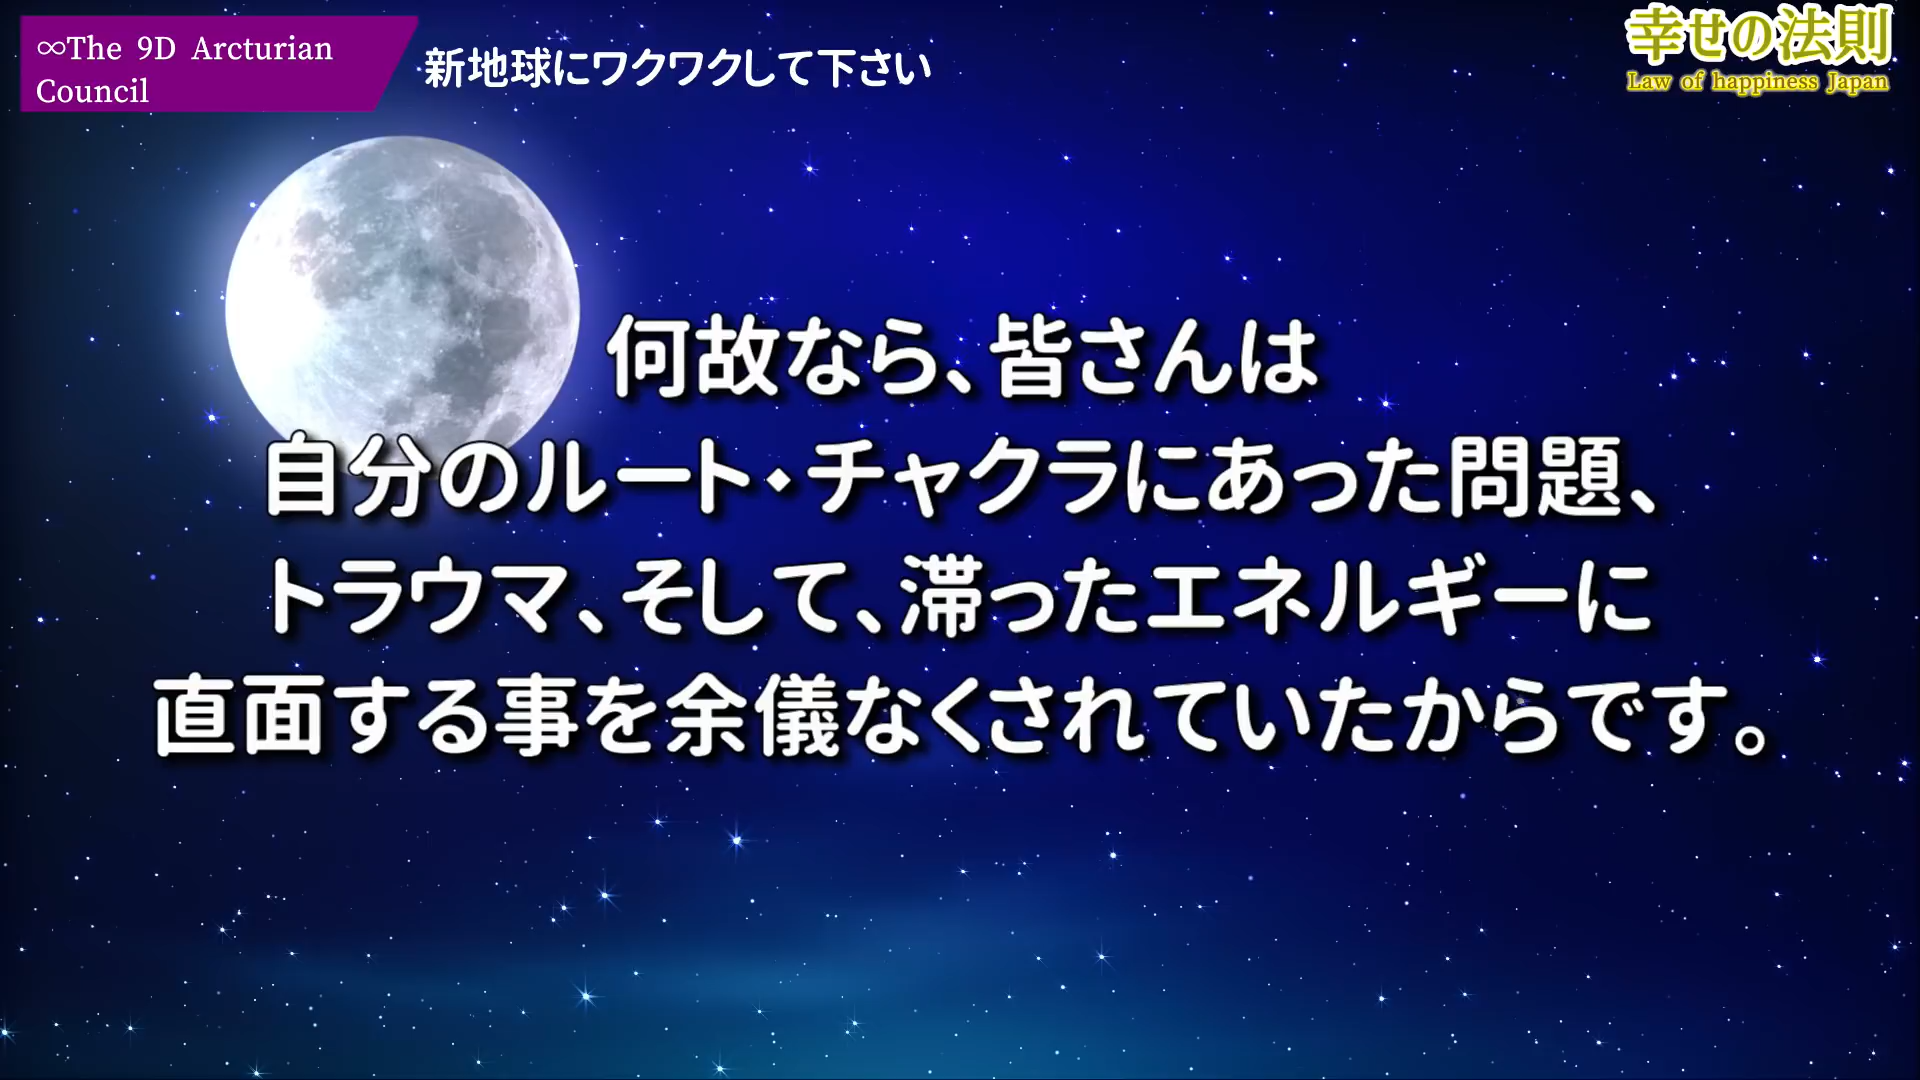 ∞The 9D Arcturian
Council
新地球にワクワクして下さい
幸せの法則
Law of happiness Japan
何故なら、皆さんは
自分のルート・チャクラにあった問題、
トラウマ、そして、滞ったエネルギーに
直面する事を余儀なくされていたからです。